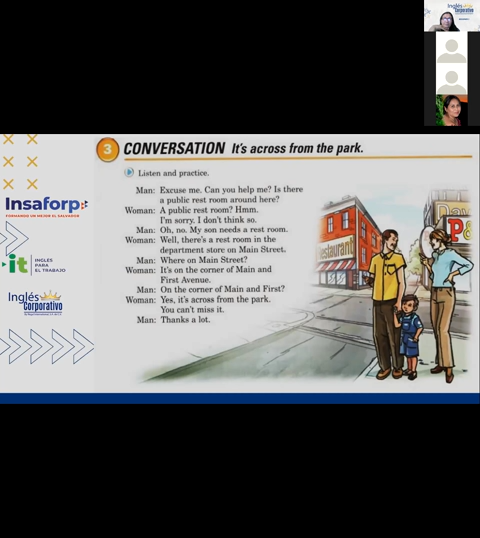 Inglés
Corporativo
3 CONVERSATION It's across from the park.
Listen and practice.
Man: Excuse me. Can you help me? Is there
a public rest room around here?
Woman: A public rest room? Hmm.
I'm sorry. I don't think so.
Man: Oh, no. My son needs a rest room.
Woman: Well, there's a rest room in the
department store on Main Street.
Man: Where on Main Street?
Woman: It's on the corner of Main and
First Avenue.
Man: On the corner of Main and First?
Woman: Yes, it's across from the park.
You can't miss it.
Man: Thanks a lot.
Insaforp
FORMANDO UN MEJOR EL SALVADOR
it INGLÉS
PARA
EL TRABAJO
Inglés
Corporativo
Restaurant